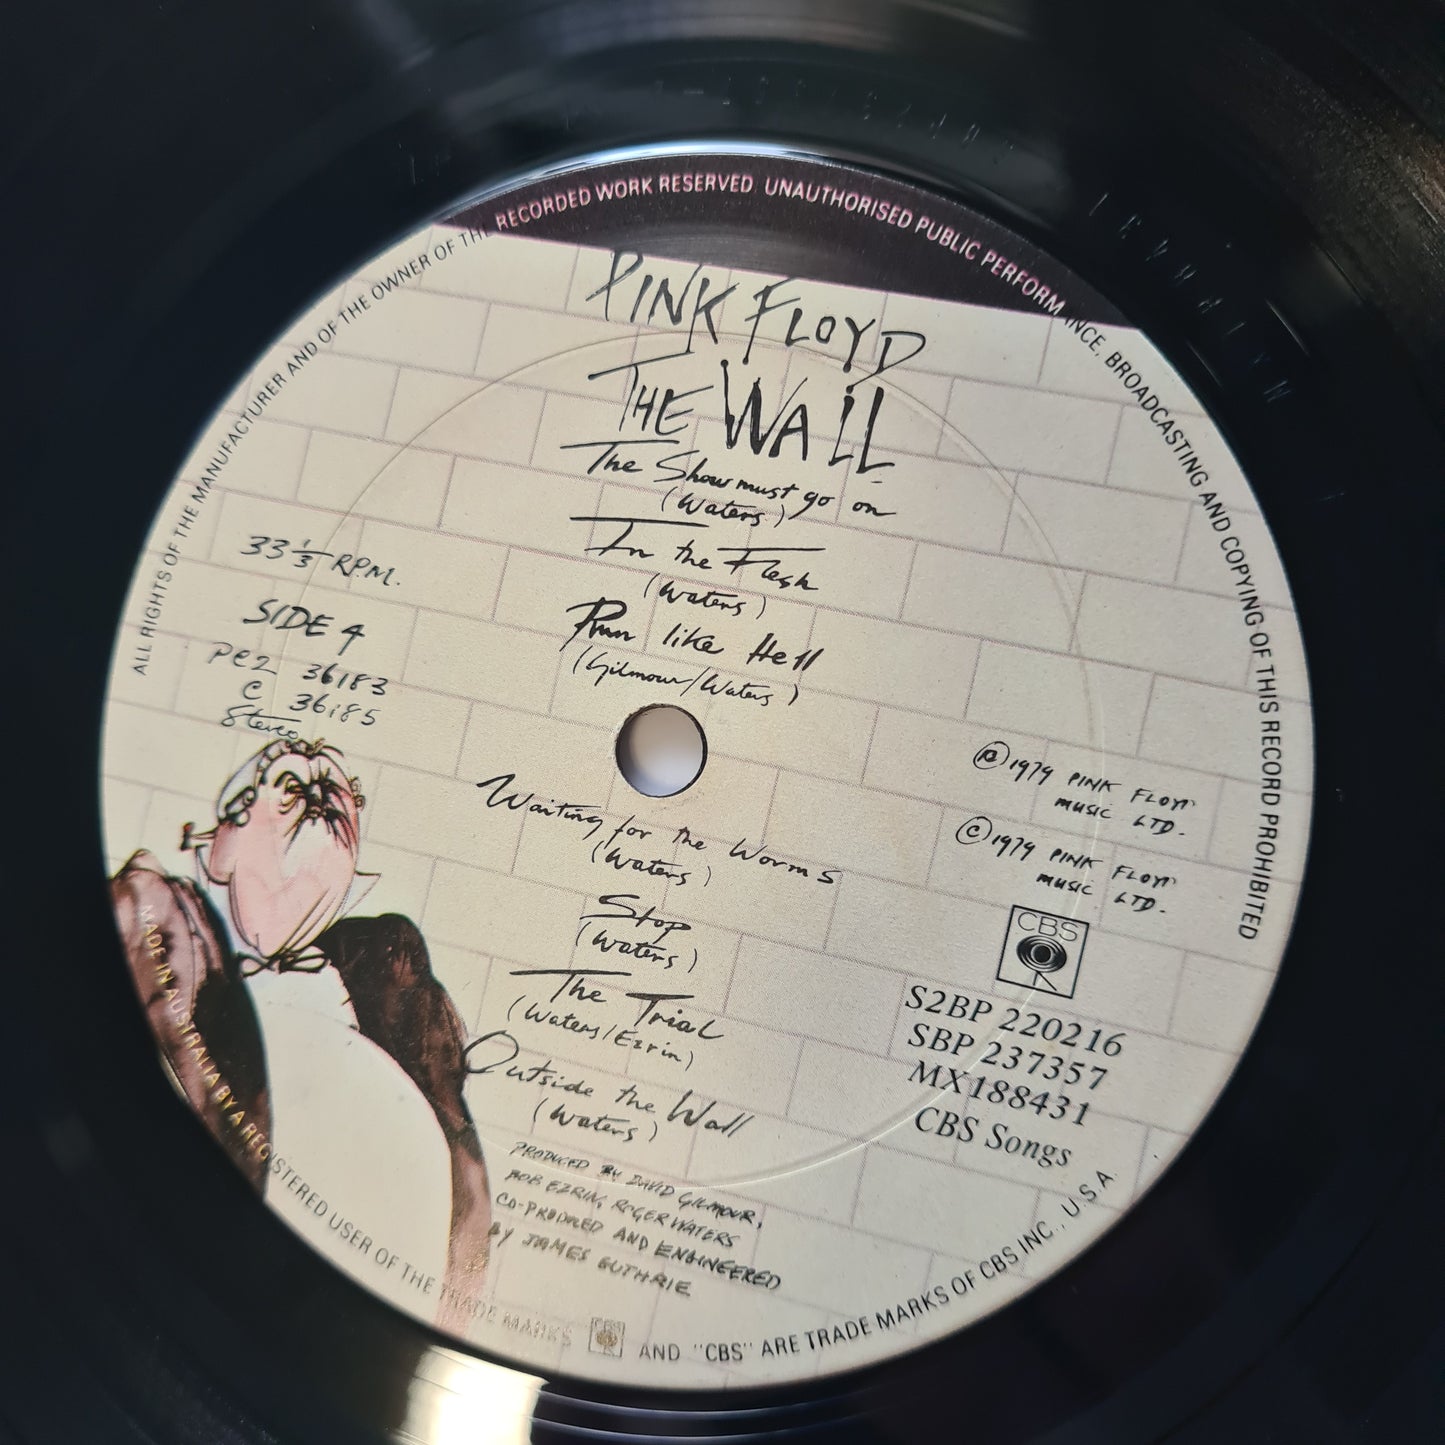 ALL RIGHTS OF THE MANUFACTURER AND OF THE OWNER OF THE RECORDED WORK RESERVED. UNAUTHORISED PUBLIC PERFORMANCE, BROADCASTING AND COPYING OF THIS RECORD PROHIBITED
PINK FLOYD
THE WALL
The Show must go on
(Waters)
In the Flesh
(Waters)
Run like Hell
(Gilmour/Waters)
33 1/3 RPM.
SIDE 4
PC2 36183
C 36185
Stereo
Waiting for the Worms
(Waters)
Stop
(Waters)
The Trial
(Waters/Ezrin)
Outside the Wall
(Waters)
PRODUCED BY DAVID GILMOUR,
BOB EZRIN, ROGER WATERS
CO-PRODUCED AND ENGINEERED
BY JAMES GUTHRIE
Ⓟ 1979 PINK FLOYD
MUSIC LTD.
© 1979 PINK FLOYD
MUSIC LTD.
CBS
S2BP 220216
SBP 237357
MX188431
CBS Songs
MADE IN AUSTRALIA BY A REGISTERED USER OF THE TRADE MARKS CBS AND "CBS" ARE TRADE MARKS OF CBS INC., U.S.A